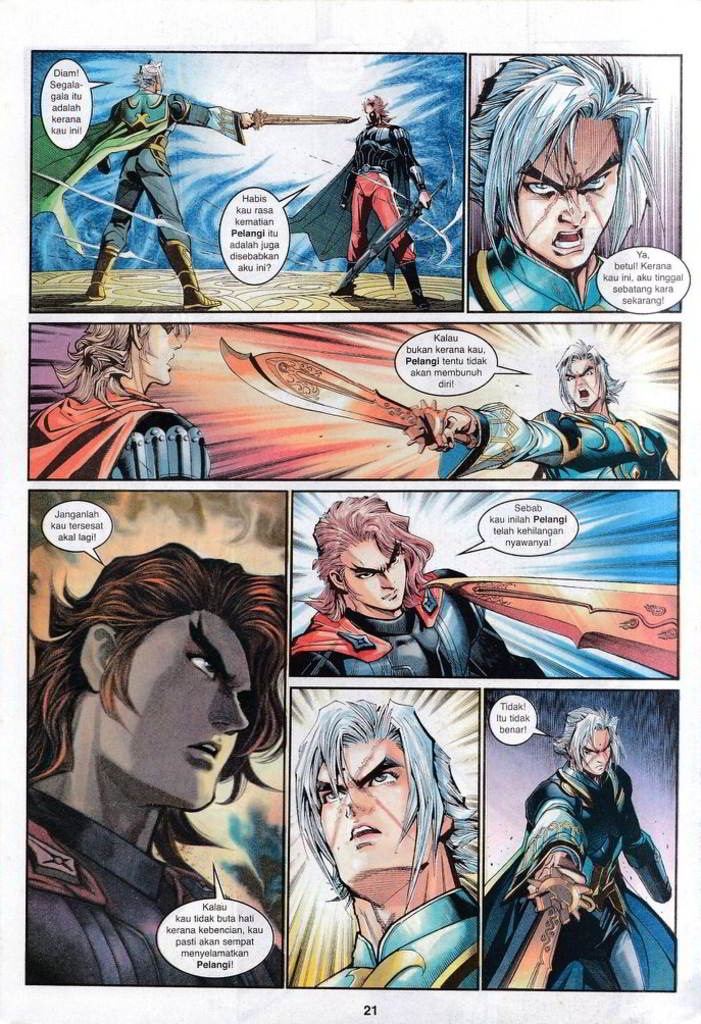 Diam!
Segala-
gala itu
adalah
kerana
kau ini!
Habis
kau rasa
kematian
Pelangi itu
adalah juga
disebabkan
aku ini?
Ya,
betul! Kerana
kau ini, aku tinggal
sebatang kara
sekarang!
Kalau
bukan kerana kau,
Pelangi tentu tidak
akan membunuh
diri!
Janganlah
kau tersesat
akal lagi!
Kalau
kau tidak buta hati
kerana kebencian, kau
pasti akan sempat
menyelamatkan
Pelangi!
Sebab
kau inilah Pelangi
telah kehilangan
nyawanya!
Tidak!
Itu tidak
benar!
21